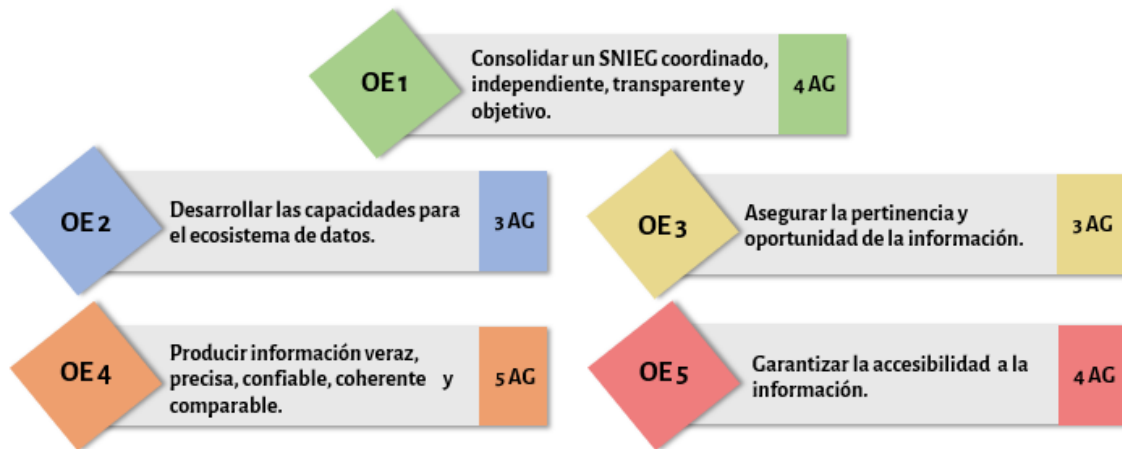 OE 1
Consolidar un SNIEG coordinado,
independiente, transparente y
objetivo.
4 AG
OE 2
Desarrollar las capacidades para
el ecosistema de datos.
3 AG
OE 3
Asegurar la pertinencia y
oportunidad de la información.
3 AG
OE 4
Producir información veraz,
precisa, confiable, coherente y
comparable.
5 AG
OE 5
Garantizar la accesibilidad a la
información.
4 AG